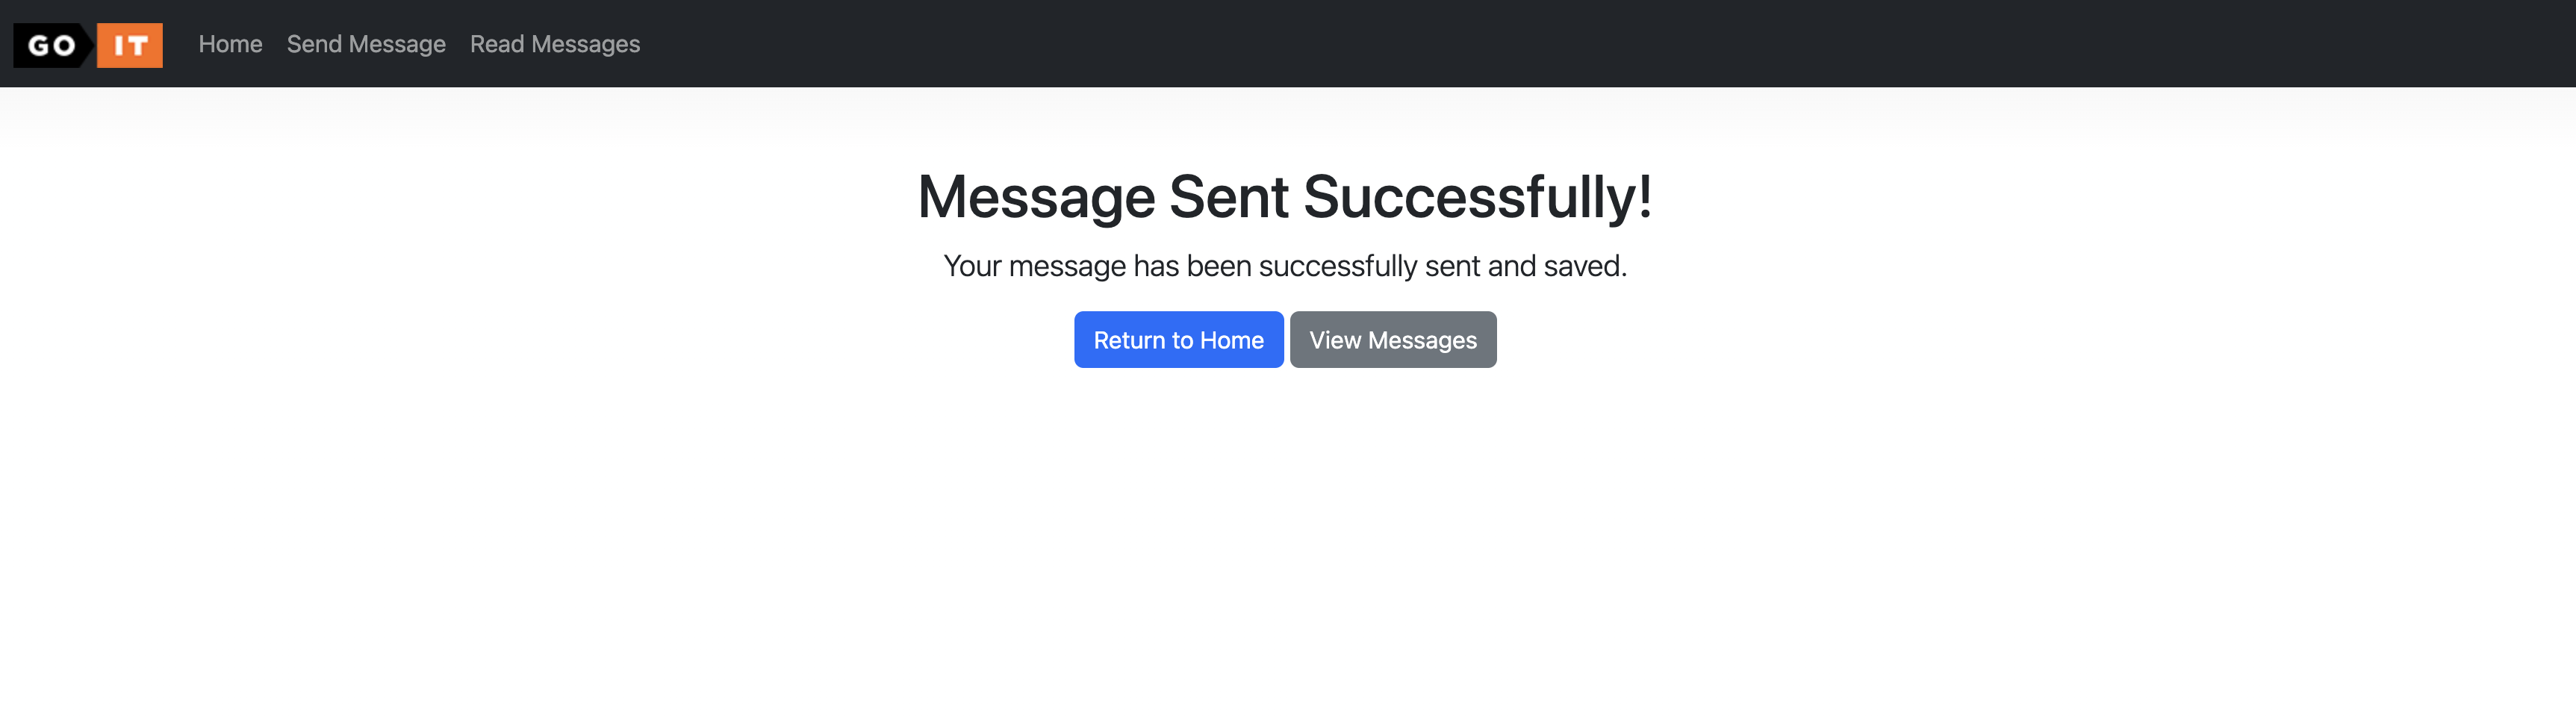 GO IT Home Send Message Read Messages
Message Sent Successfully!
Your message has been successfully sent and saved.
Return to Home View Messages